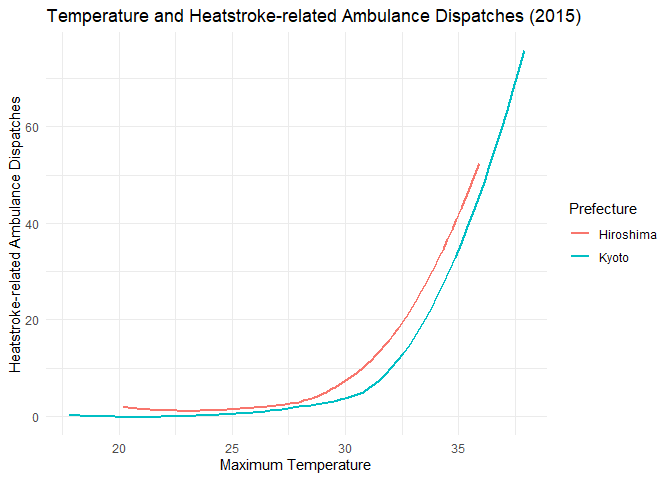 Temperature and Heatstroke-related Ambulance Dispatches (2015)
Heatstroke-related Ambulance Dispatches
60
40
20
0
20
25
30
35
Maximum Temperature
Prefecture
Hiroshima
Kyoto